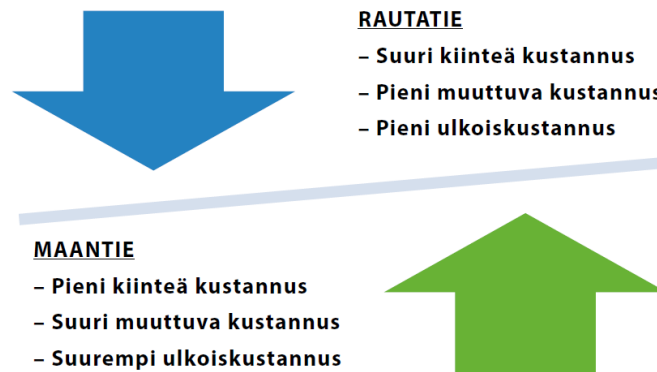 RAUTATIE
– Suuri kiinteä kustannus
– Pieni muuttuva kustannus
– Pieni ulkoiskustannus
MAANTIE
– Pieni kiinteä kustannus
– Suuri muuttuva kustannus
– Suurempi ulkoiskustannus